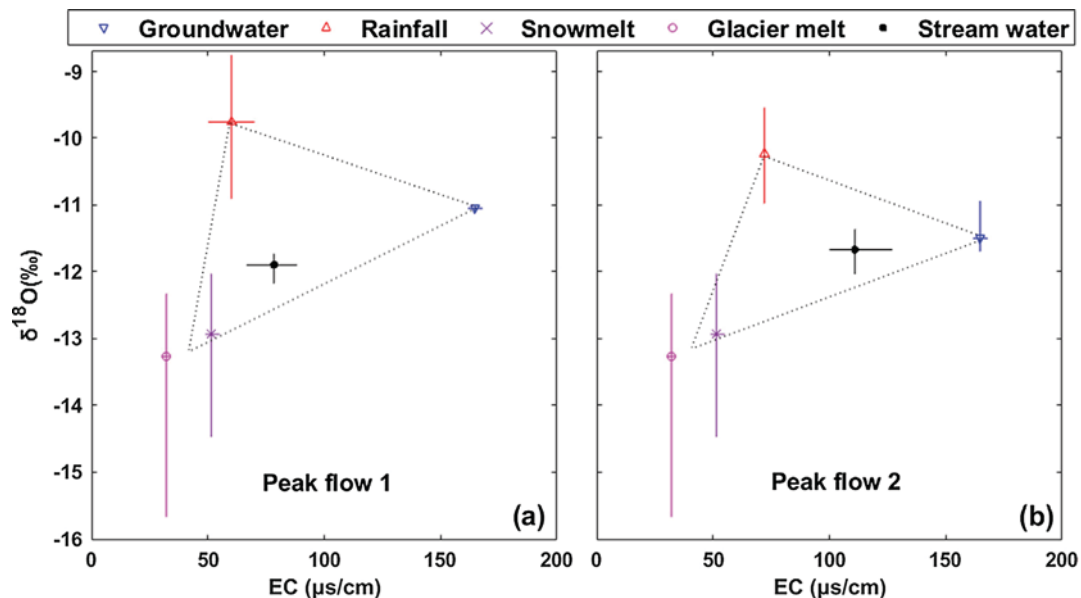 Groundwater Rainfall Snowmelt Glacier melt Stream water
-9
-10
-11
-12
-13
-14
-15
-16
δ18O(‰)
Peak flow 1
(a)
Peak flow 2
(b)
0 50 100 150 200
0 50 100 150 200
EC (µs/cm)
EC (µs/cm)